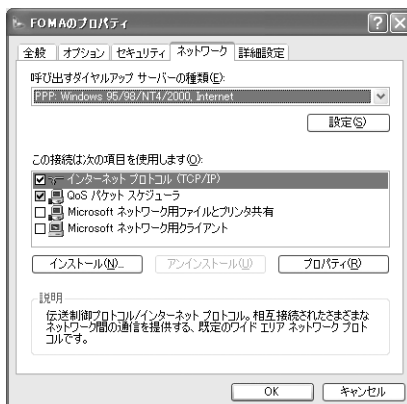 FOMAのプロパティ
全般 オプション セキュリティ ネットワーク 詳細設定
呼び出すダイヤルアップ サーバーの種類(E):
PPP: Windows 95/98/NT4/2000, Internet
設定(S)
この接続は次の項目を使用します(O):
インターネット プロトコル (TCP/IP)
QoS パケット スケジューラ
Microsoft ネットワーク用ファイルとプリンタ共有
Microsoft ネットワーク用クライアント
インストール(N)... アンインストール(U) プロパティ(R)
説明
伝送制御プロトコル/インターネット プロトコル。相互接続されたさまざまな
ネットワーク間の通信を提供する、既定のワイド エリア ネットワーク プロト
コルです。
OK キャンセル